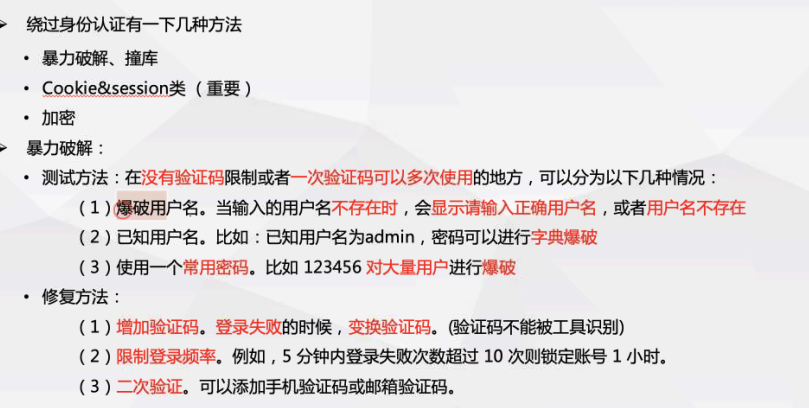 绕过身份认证有一下几种方法
• 暴力破解、撞库
• Cookie&session类 （重要）
• 加密
暴力破解：
• 测试方法：在没有验证码限制或者一次验证码可以多次使用的地方，可以分为以下几种情况：
（1）爆破用户名。当输入的用户名不存在时，会显示请输入正确用户名，或者用户名不存在
（2）已知用户名。比如：已知用户名为admin，密码可以进行字典爆破
（3）使用一个常用密码。比如 123456 对大量用户进行爆破
• 修复方法：
（1）增加验证码。登录失败的时候，变换验证码。(验证码不能被工具识别)
（2）限制登录频率。例如，5 分钟内登录失败次数超过 10 次则锁定账号 1 小时。
（3）二次验证。可以添加手机验证码或邮箱验证码。